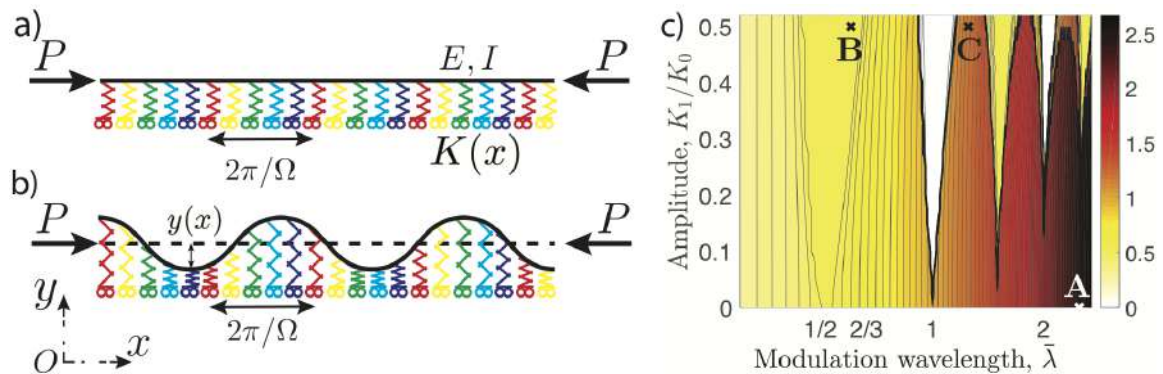 a)
P
E, I
P
2π/Ω
K(x)
b)
P
y(x)
P
2π/Ω
y
O
x
c)
Amplitude, K₁/K₀
0.5
0.4
0.3
0.2
0.1
0
B
C
A
1/2 2/3 1 2
Modulation wavelength, λ̄
2.5
2
1.5
1
0.5
0